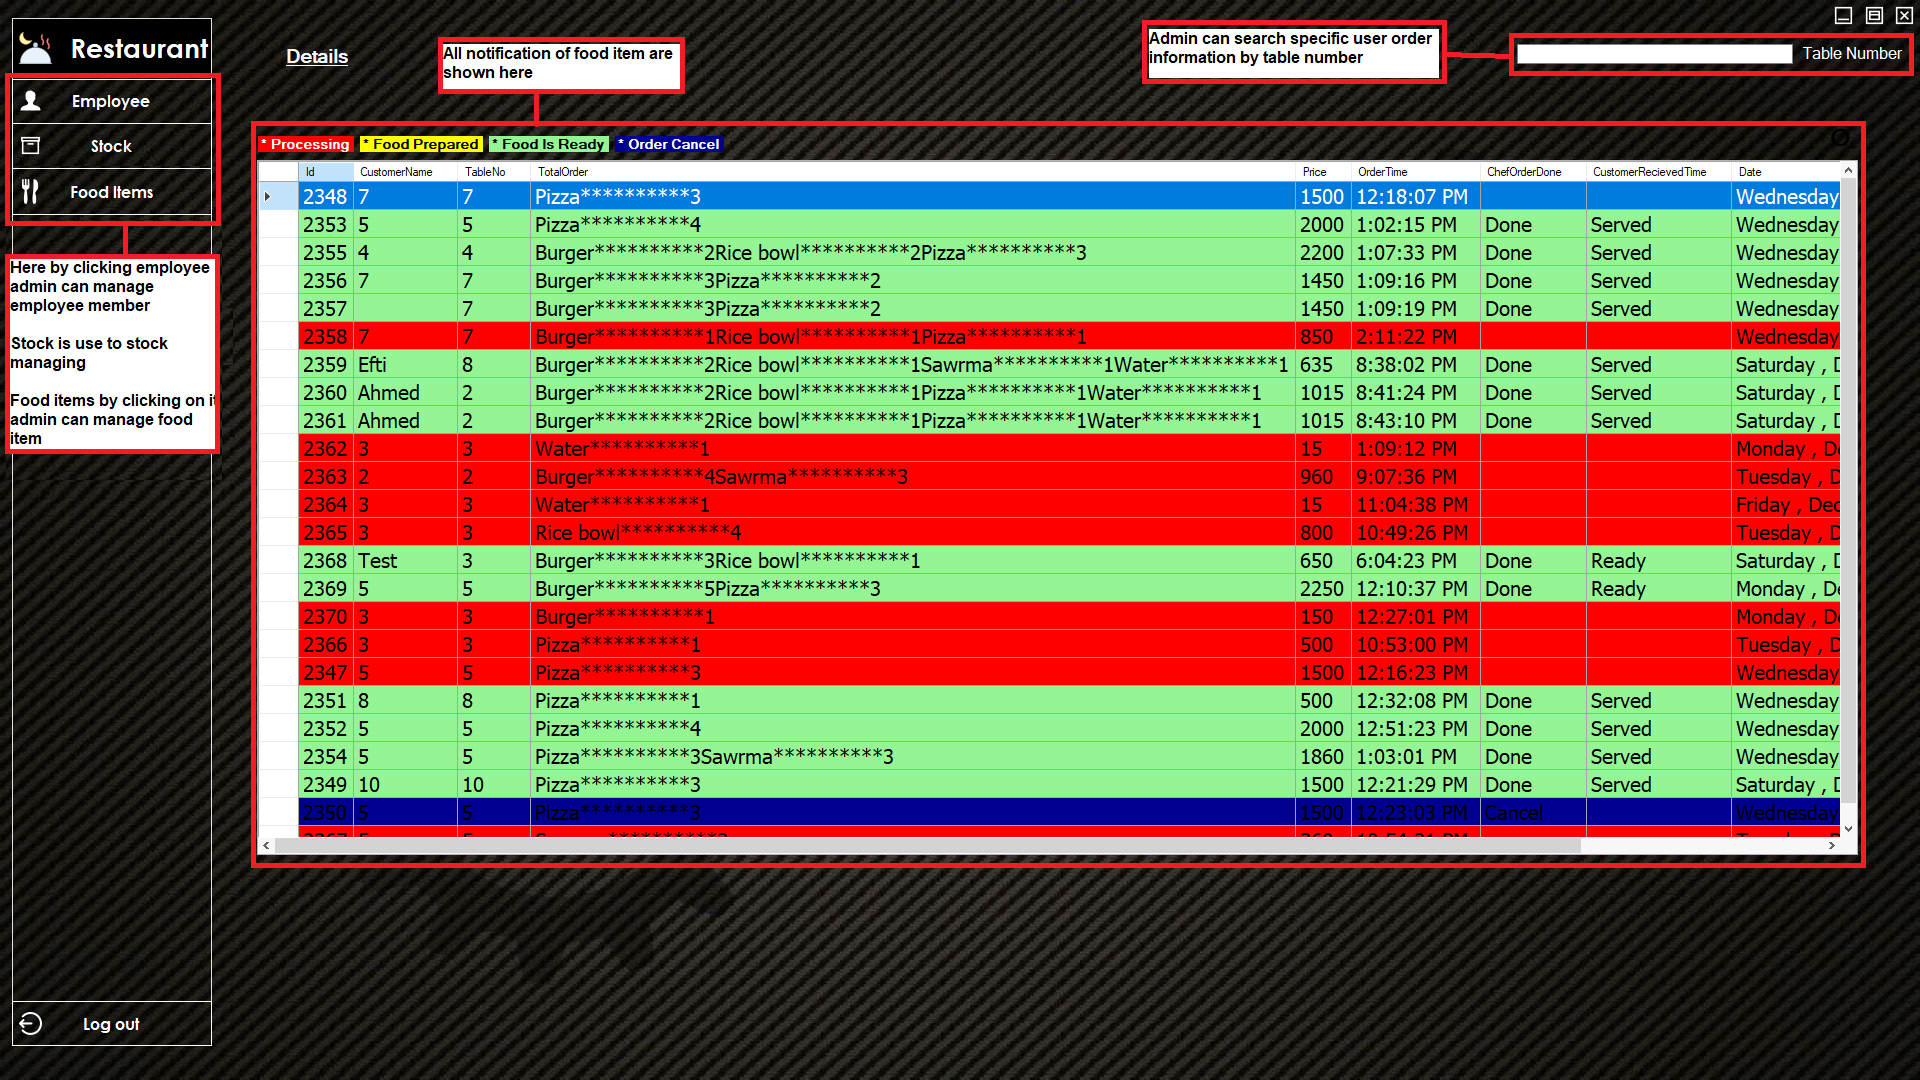 Restaurant
Employee
Stock
Food Items
Here by clicking employee
admin can manage
employee member
Stock is use to stock
managing
Food items by clicking on it
admin can manage food
item
Log out
Details
All notification of food item are
shown here
Admin can search specific user order
information by table number
Table Number
* Processing * Food Prepared * Food Is Ready * Order Cancel
Id CustomerName TableNo TotalOrder Price OrderTime ChefOrderDone CustomerRecievedTime Date
2348 7 7 Pizza**********3 1500 12:18:07 PM Wednesday
2353 5 5 Pizza**********4 2000 1:02:15 PM Done Served Wednesday
2355 4 4 Burger**********2Rice bowl**********2Pizza**********3 2200 1:07:33 PM Done Served Wednesday
2356 7 7 Burger**********3Pizza**********2 1450 1:09:16 PM Done Served Wednesday
2357 7 Burger**********3Pizza**********2 1450 1:09:19 PM Done Served Wednesday
2358 7 7 Burger**********1Rice bowl**********1Pizza**********1 850 2:11:22 PM Wednesday
2359 Efti 8 Burger**********2Rice bowl**********1Sawrma**********1Water**********1 635 8:38:02 PM Done Served Saturday , D
2360 Ahmed 2 Burger**********2Rice bowl**********1Pizza**********1Water**********1 1015 8:41:24 PM Done Served Saturday , D
2361 Ahmed 2 Burger**********2Rice bowl**********1Pizza**********1Water**********1 1015 8:43:10 PM Done Served Saturday , D
2362 3 3 Water**********1 15 1:09:12 PM Monday , De
2363 2 2 Burger**********4Sawrma**********3 960 9:07:36 PM Tuesday , D
2364 3 3 Water**********1 15 11:04:38 PM Friday , Dec
2365 3 3 Rice bowl**********4 800 10:49:26 PM Tuesday , D
2368 Test 3 Burger**********3Rice bowl**********1 650 6:04:23 PM Done Ready Saturday , D
2369 5 5 Burger**********5Pizza**********3 2250 12:10:37 PM Done Ready Monday , De
2370 3 3 Burger**********1 150 12:27:01 PM Monday , De
2366 3 3 Pizza**********1 500 10:53:00 PM Tuesday , D
2347 5 5 Pizza**********3 1500 12:16:23 PM Wednesday
2351 8 8 Pizza**********1 500 12:32:08 PM Done Served Wednesday
2352 5 5 Pizza**********4 2000 12:51:23 PM Done Served Wednesday
2354 5 5 Pizza**********3Sawrma**********3 1860 1:03:01 PM Done Served Wednesday
2349 10 10 Pizza**********3 1500 12:21:29 PM Done Served Saturday , D
2350 5 5 Pizza**********3 1500 12:23:03 PM Cancel Wednesday